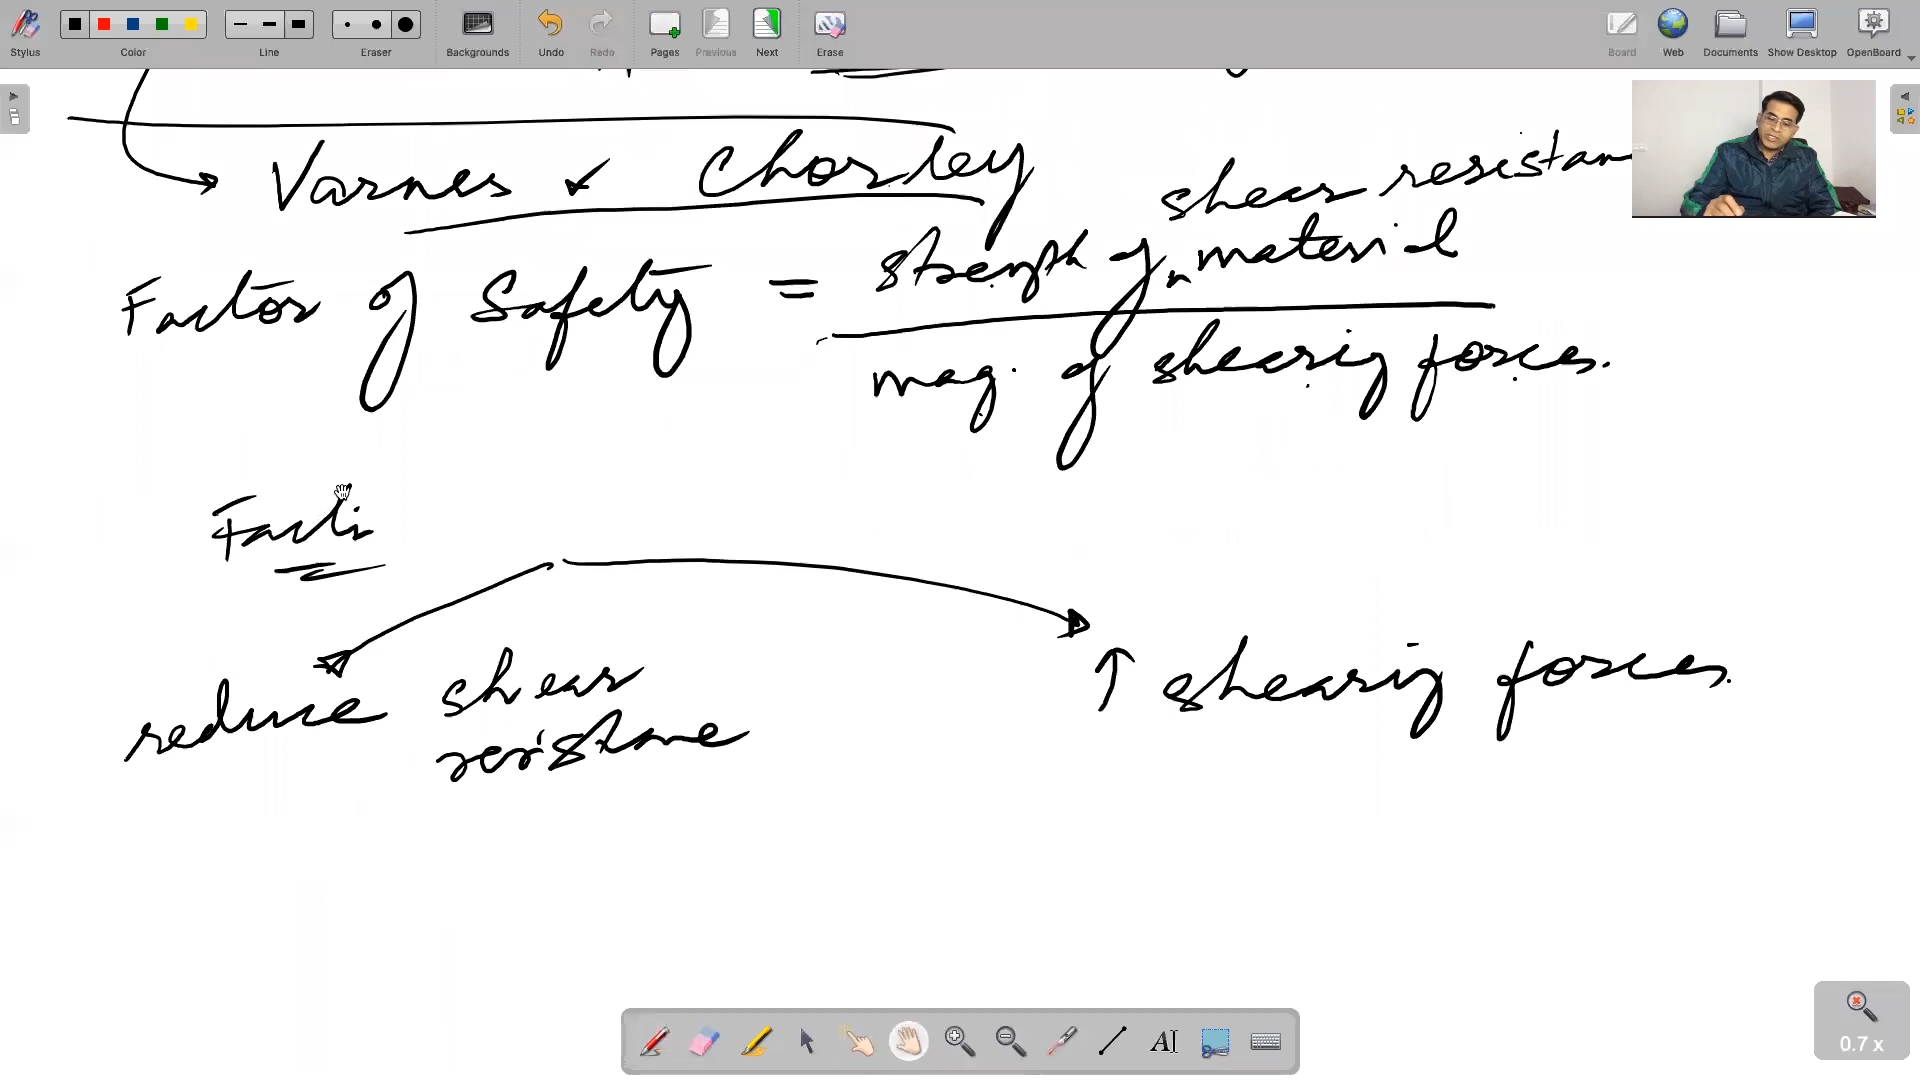 Stylus
Color
Line
Eraser
Backgrounds
Undo
Redo
Pages
Previous
Next
Erase
Board
Web
Documents
Show Desktop
OpenBoard
Varnes & Chorley
shear resistan
Factor of Safety = strength of material
mag. of shearing forces.
Facti
reduce shear
resistance
↑ shearing forces.
0.7 x